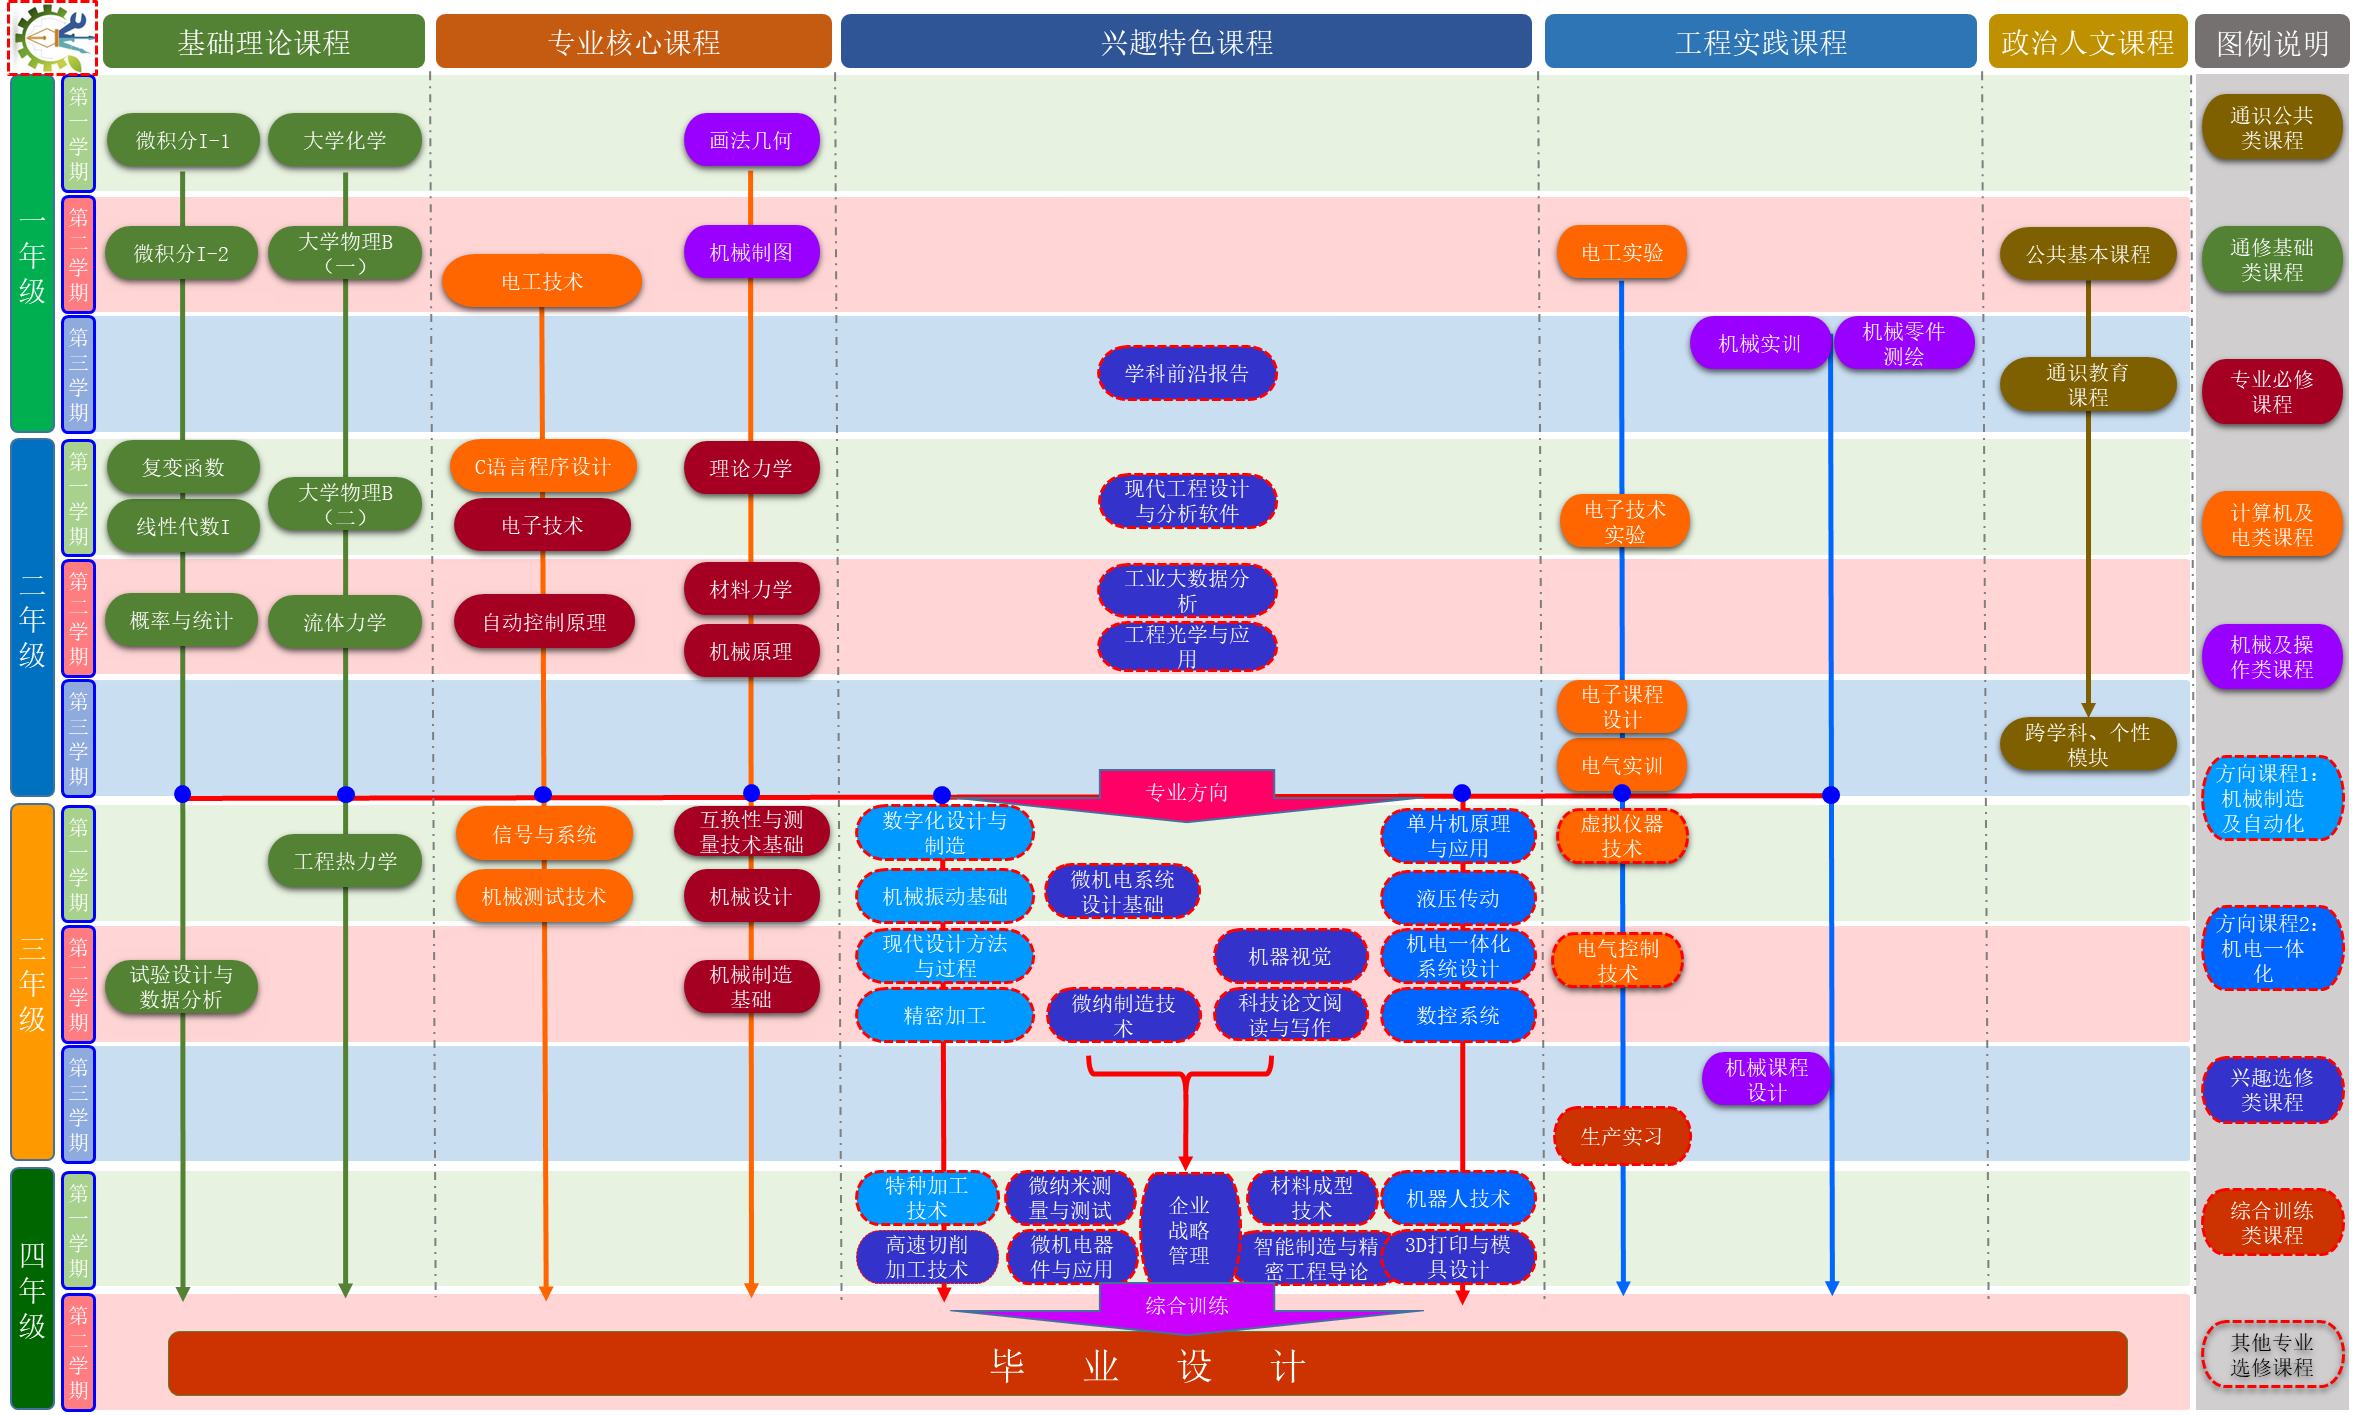 基础理论课程
专业核心课程
兴趣特色课程
工程实践课程
政治人文课程
图例说明
一年级
第一学期
微积分I-1
大学化学
画法几何
第二学期
微积分I-2
大学物理B
（一）
电工技术
机械制图
电工实验
公共基本课程
第三学期
学科前沿报告
机械实训
机械零件
测绘
通识教育
课程
二年级
第一学期
复变函数
线性代数I
大学物理B
（二）
C语言程序设计
电子技术
理论力学
现代工程设计
与分析软件
电子技术
实验
第二学期
概率与统计
流体力学
自动控制原理
材料力学
机械原理
工业大数据分
析
工程光学与应
用
第三学期
电子课程
设计
电气实训
跨学科、个性
模块
专业方向
三年级
第一学期
工程热力学
信号与系统
机械测试技术
互换性与测
量技术基础
机械设计
数字化设计与
制造
机械振动基础
微机电系统
设计基础
单片机原理
与应用
液压传动
虚拟仪器
技术
第二学期
试验设计与
数据分析
机械制造
基础
现代设计方法
与过程
精密加工
微纳制造技
术
机器视觉
科技论文阅
读与写作
机电一体化
系统设计
数控系统
电气控制
技术
第三学期
机械课程
设计
生产实习
四年级
第一学期
特种加工
技术
高速切削
加工技术
微纳米测
量与测试
微机电器
件与应用
企业
战略
管理
材料成型
技术
智能制造与精
密工程导论
机器人技术
3D打印与模
具设计
第二学期
综合训练
毕业设计
通识公共
类课程
通修基础
类课程
专业必修
课程
计算机及
电类课程
机械及操
作类课程
方向课程1：
机械制造
及自动化
方向课程2：
机电一体
化
兴趣选修
类课程
综合训练
类课程
其他专业
选修课程